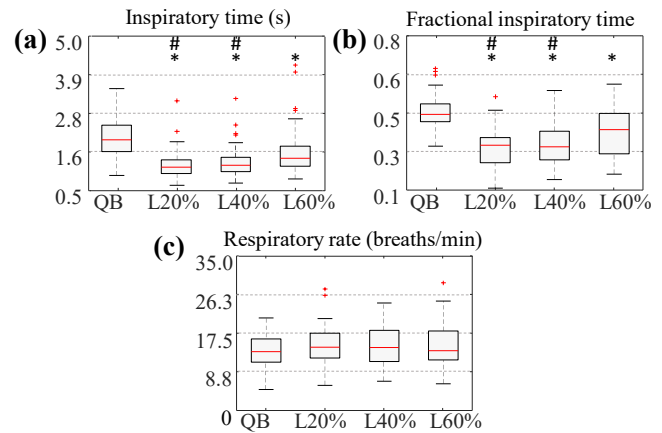 Inspiratory time (s)
(a)
5.0
3.9
2.8
1.6
0.5
# #
* * *
QB L20% L40% L60%
Fractional inspiratory time
(b)
0.8
0.6
0.5
0.3
0.1
# #
* * *
QB L20% L40% L60%
Respiratory rate (breaths/min)
(c)
35.0
26.3
17.5
8.8
0
QB L20% L40% L60%